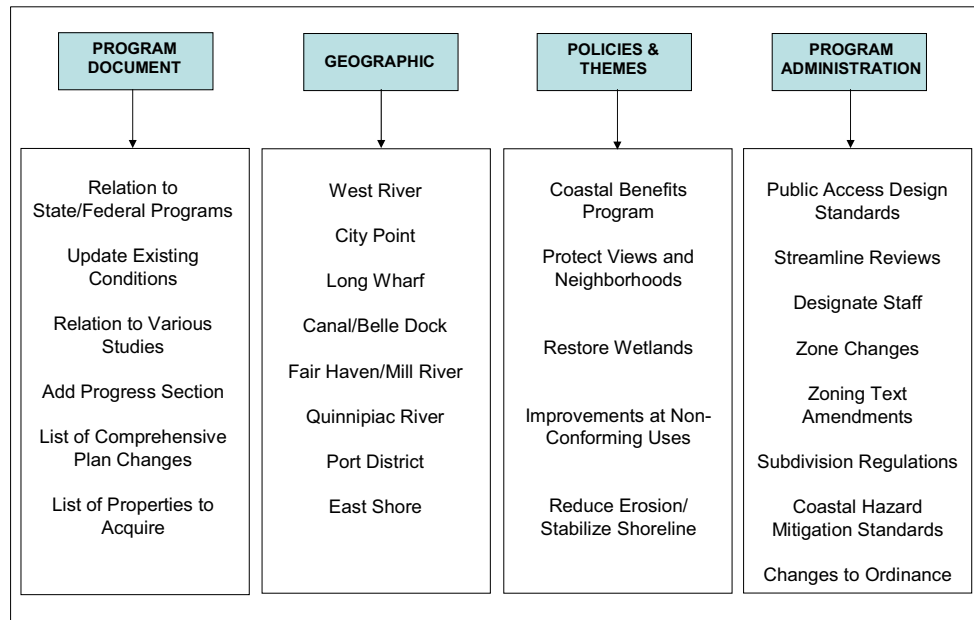 PROGRAM
DOCUMENT
Relation to
State/Federal Programs
Update Existing
Conditions
Relation to Various
Studies
Add Progress Section
List of Comprehensive
Plan Changes
List of Properties to
Acquire
GEOGRAPHIC
West River
City Point
Long Wharf
Canal/Belle Dock
Fair Haven/Mill River
Quinnipiac River
Port District
East Shore
POLICIES &
THEMES
Coastal Benefits
Program
Protect Views and
Neighborhoods
Restore Wetlands
Improvements at Non-
Conforming Uses
Reduce Erosion/
Stabilize Shoreline
PROGRAM
ADMINISTRATION
Public Access Design
Standards
Streamline Reviews
Designate Staff
Zone Changes
Zoning Text
Amendments
Subdivision Regulations
Coastal Hazard
Mitigation Standards
Changes to Ordinance